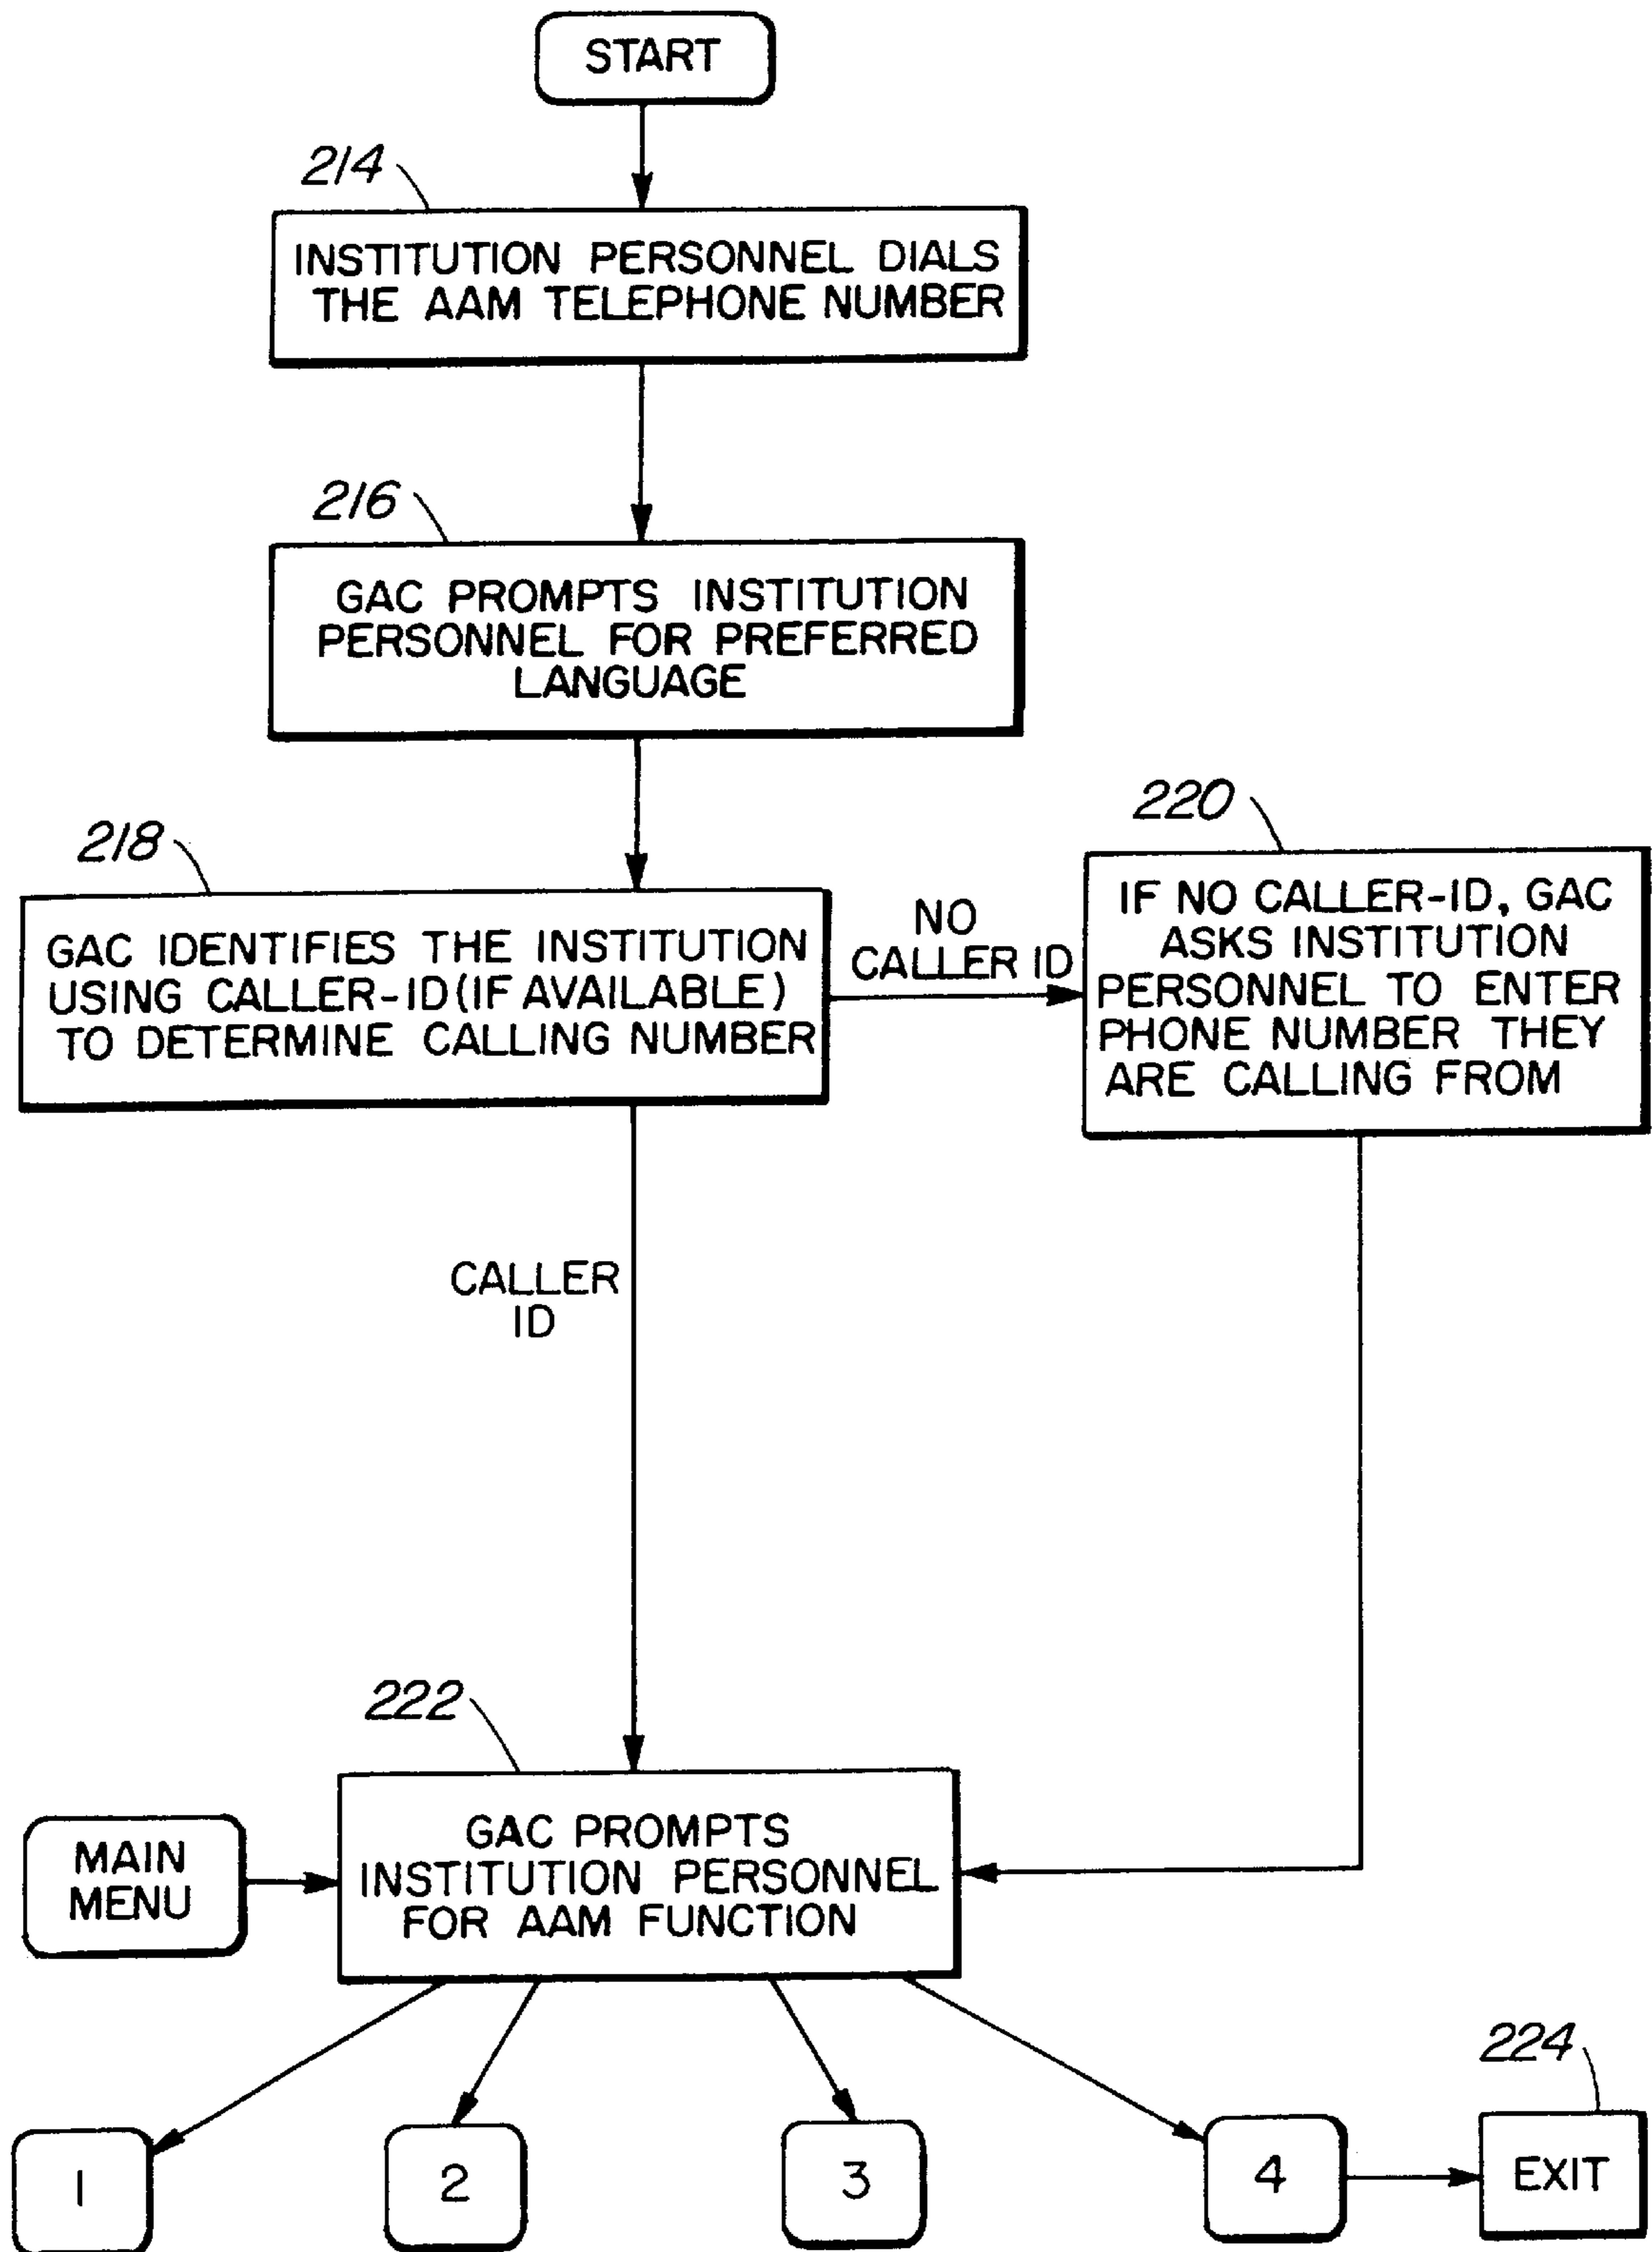 START
214
INSTITUTION PERSONNEL DIALS
THE AAM TELEPHONE NUMBER
216
GAC PROMPTS INSTITUTION
PERSONNEL FOR PREFERRED
LANGUAGE
218
GAC IDENTIFIES THE INSTITUTION
USING CALLER-ID (IF AVAILABLE)
TO DETERMINE CALLING NUMBER
NO
CALLER ID
220
IF NO CALLER-ID, GAC
ASKS INSTITUTION
PERSONNEL TO ENTER
PHONE NUMBER THEY
ARE CALLING FROM
CALLER
ID
222
MAIN
MENU
GAC PROMPTS
INSTITUTION PERSONNEL
FOR AAM FUNCTION
1
2
3
4
224
EXIT